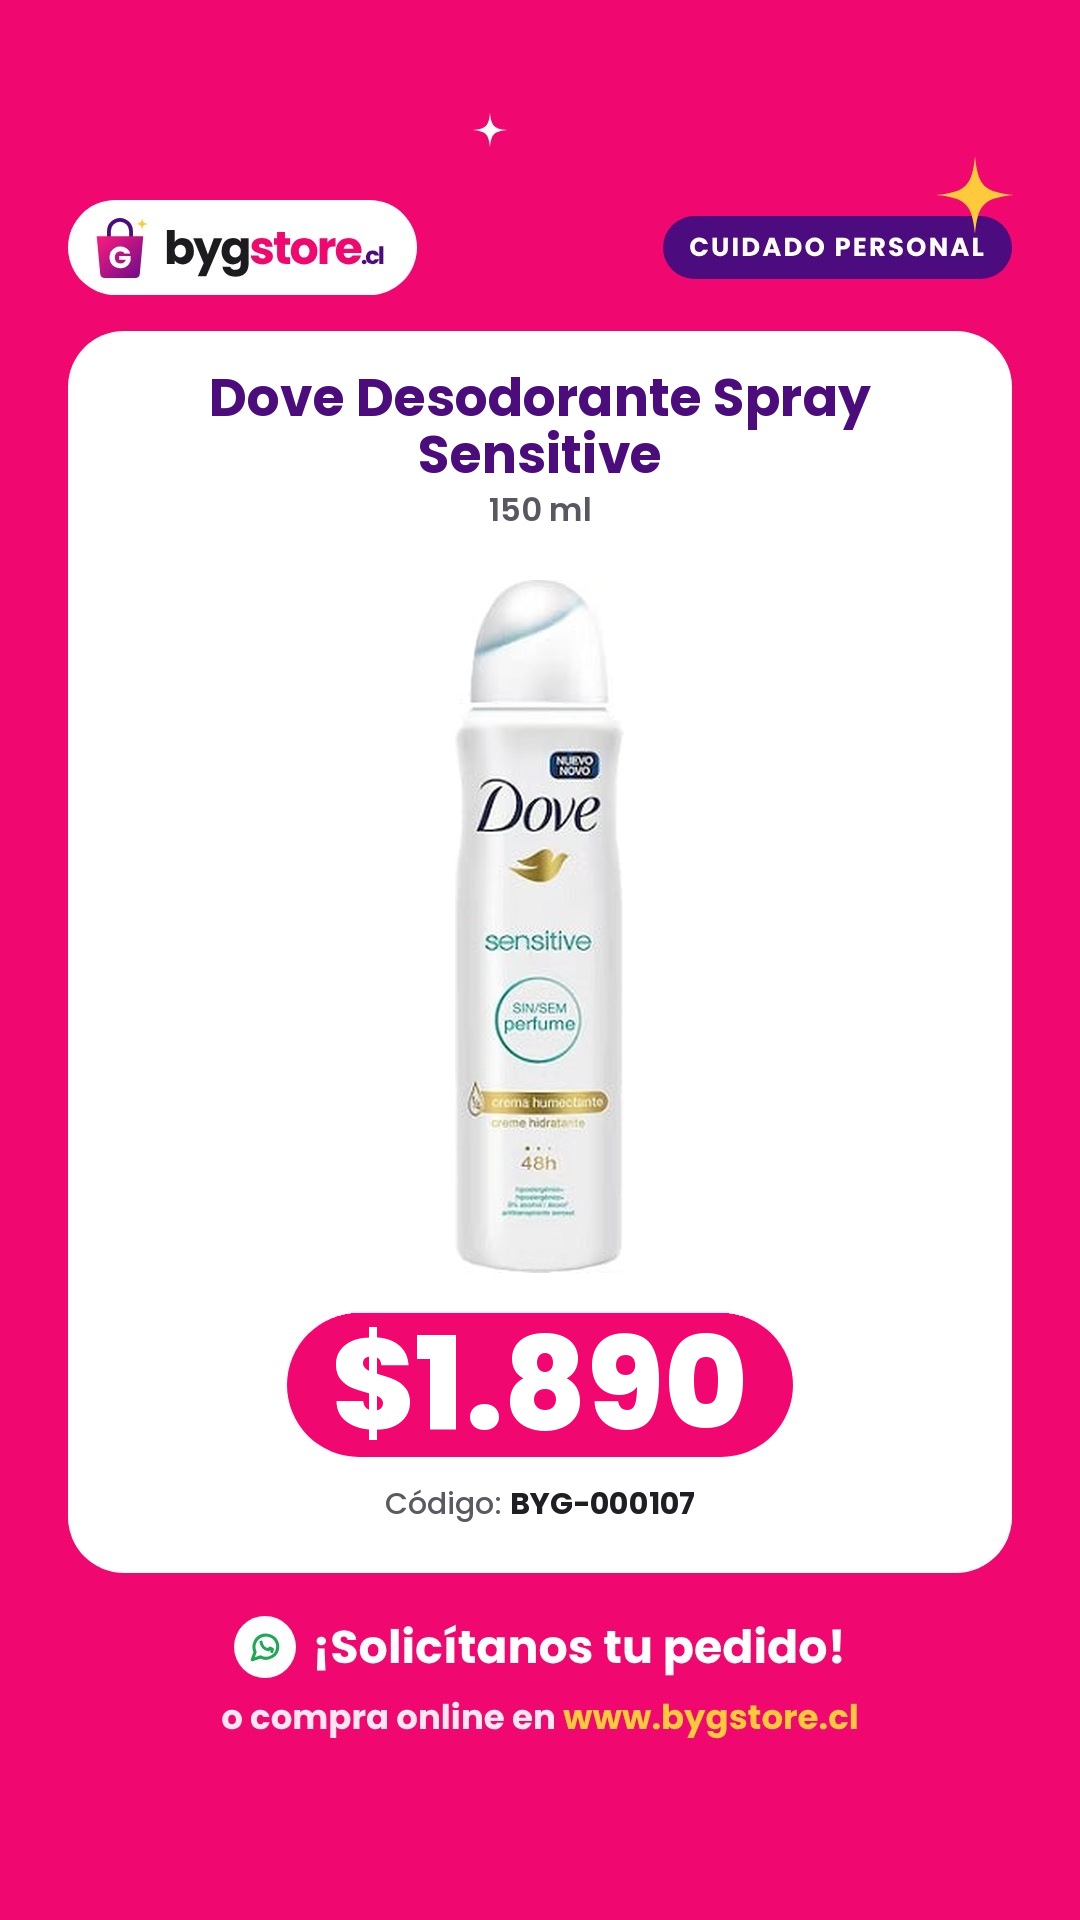 bygstore.cl
CUIDADO PERSONAL
Dove Desodorante Spray
Sensitive
150 ml
NUEVO
NOVO
Dove
sensitive
SIN/SEM
perfume
crema humectante
creme hidratante
48h
$1.890
Código: BYG-000107
¡Solicítanos tu pedido!
o compra online en www.bygstore.cl